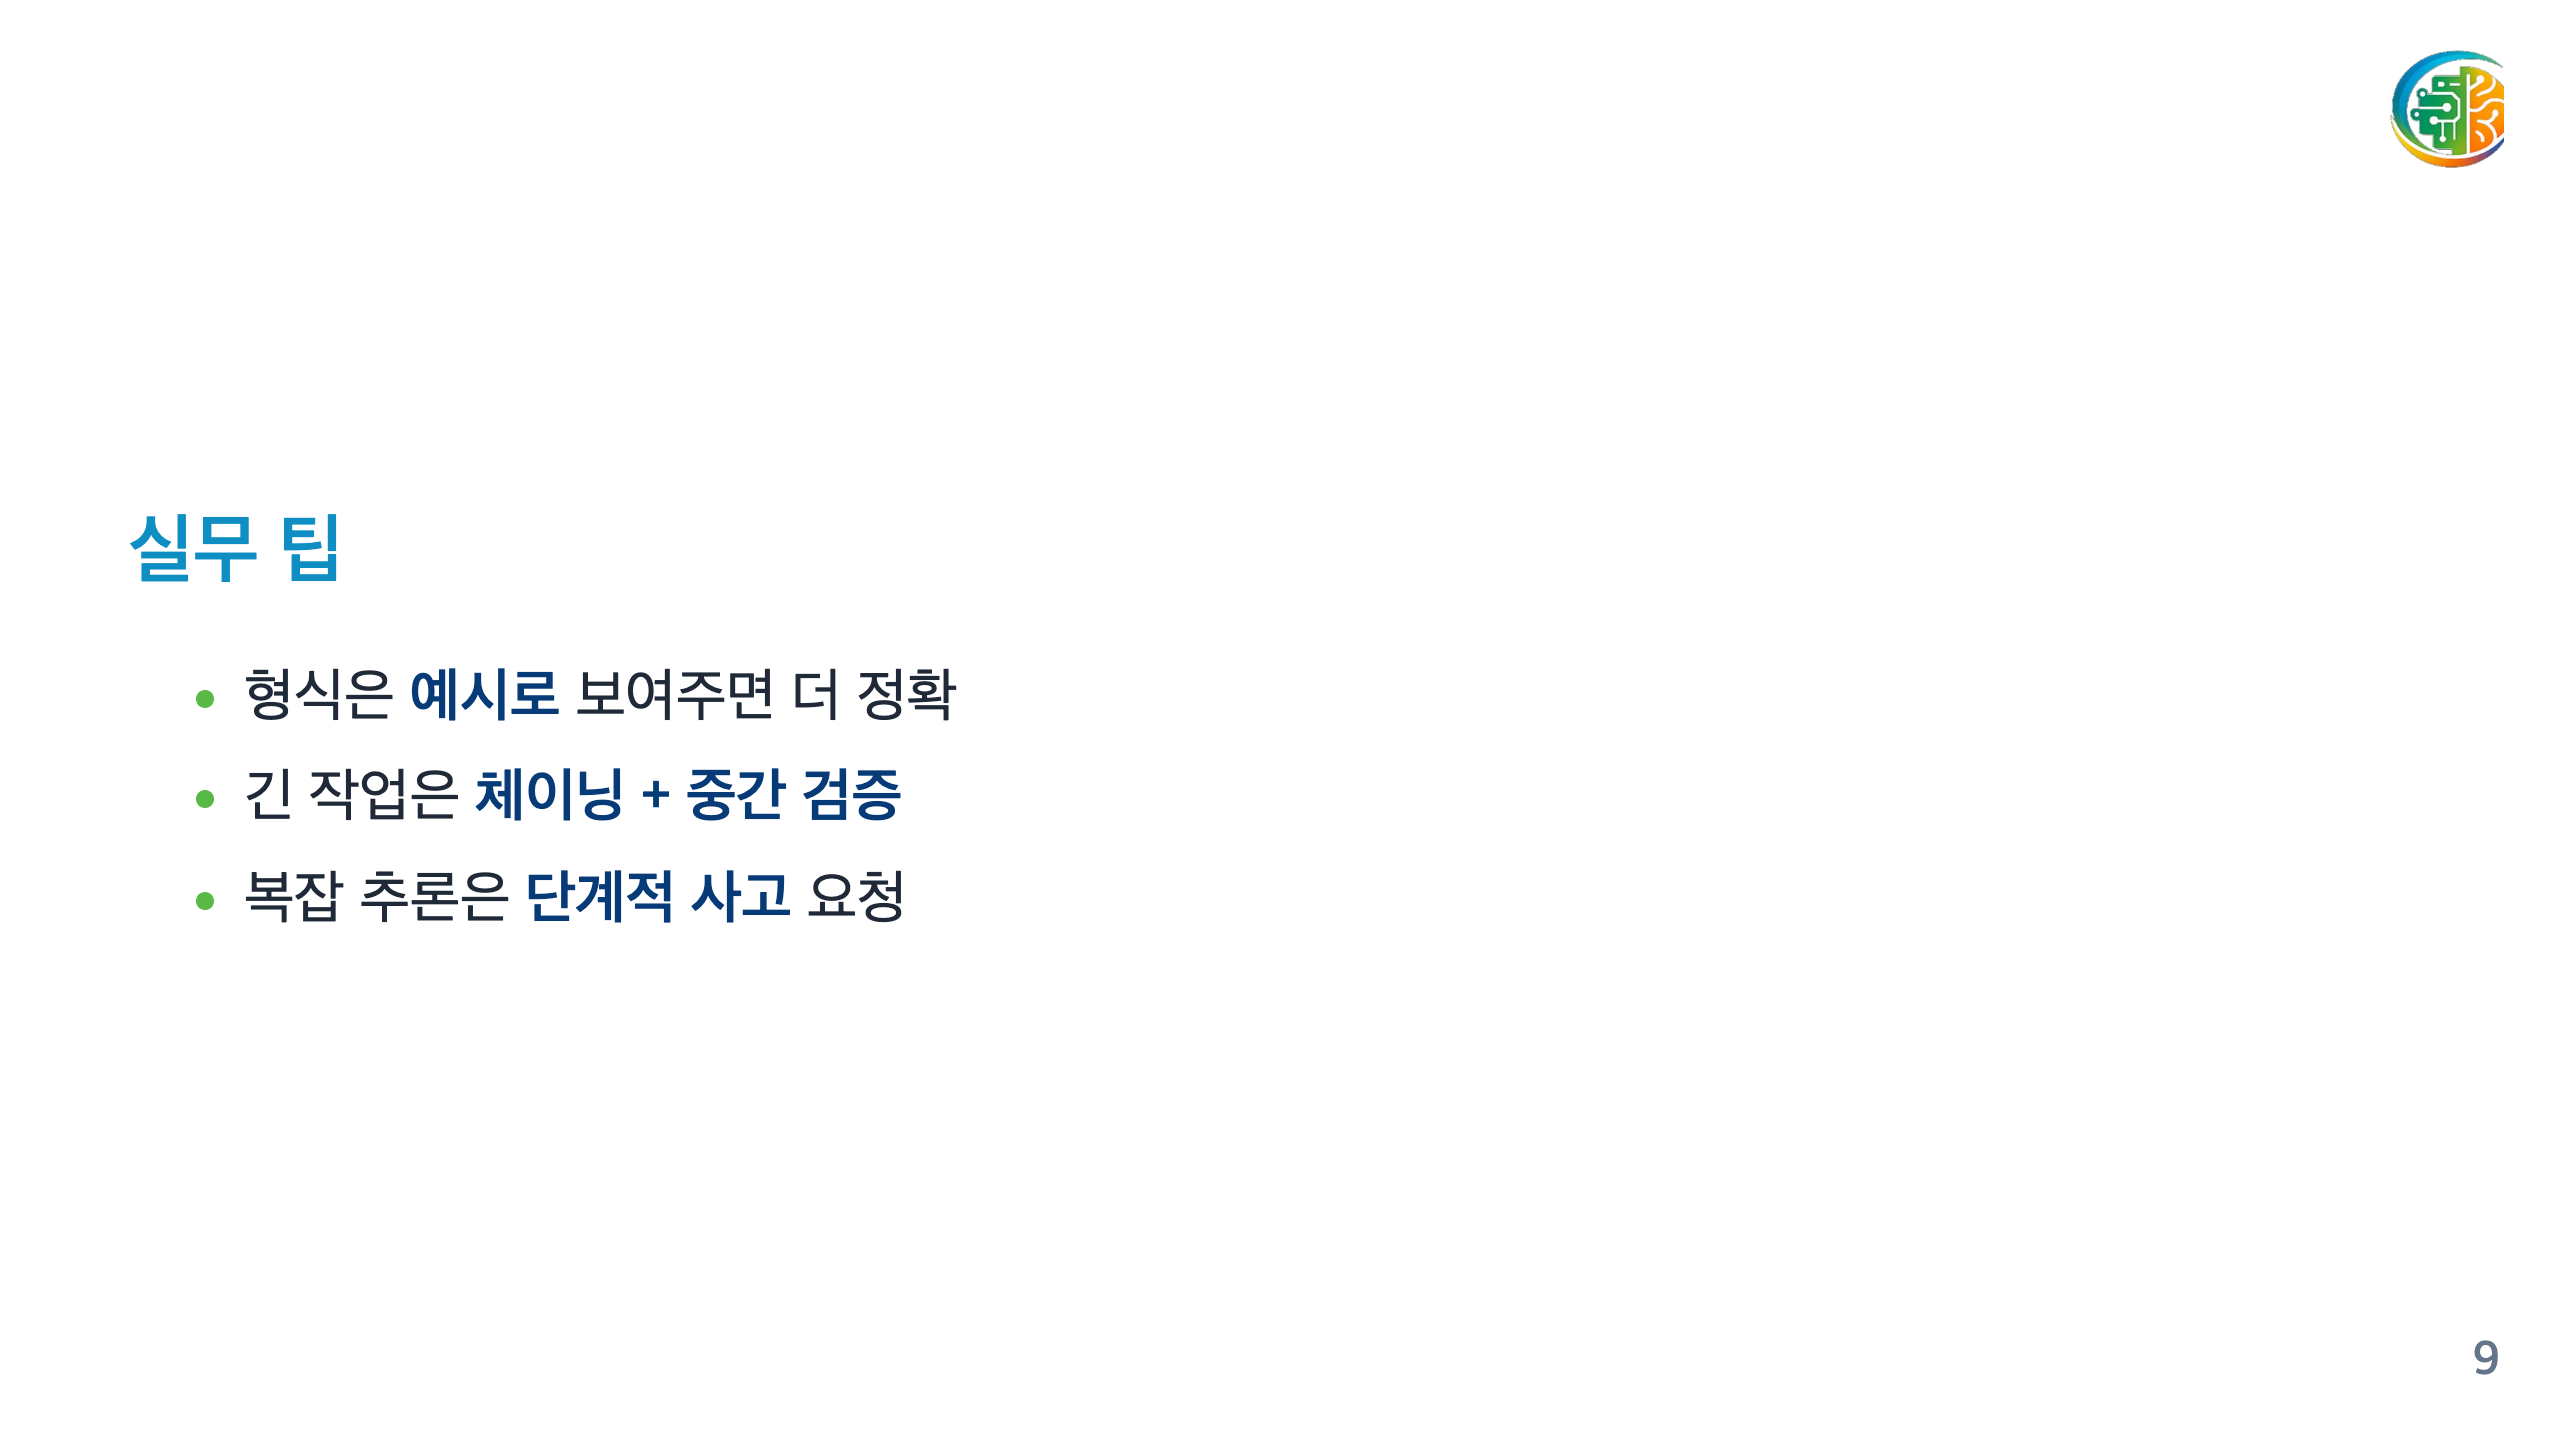 실무 팁
• 형식은 예시로 보여주면 더 정확
• 긴 작업은 체이닝 + 중간 검증
• 복잡 추론은 단계적 사고 요청
9